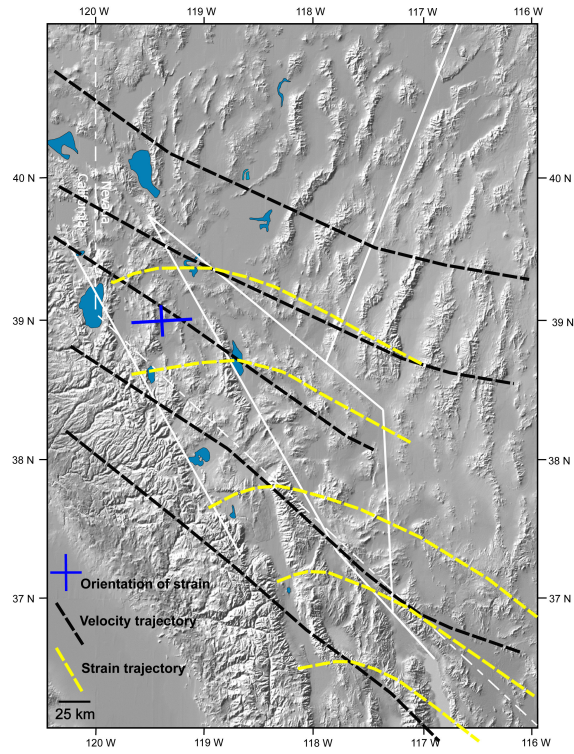 120 W 119 W 118 W 117 W 116 W
40 N 40 N
Nevada
California
39 N 39 N
38 N 38 N
37 N 37 N
Orientation of strain
Velocity trajectory
Strain trajectory
25 km
120 W 119 W 118 W 117 W 116 W